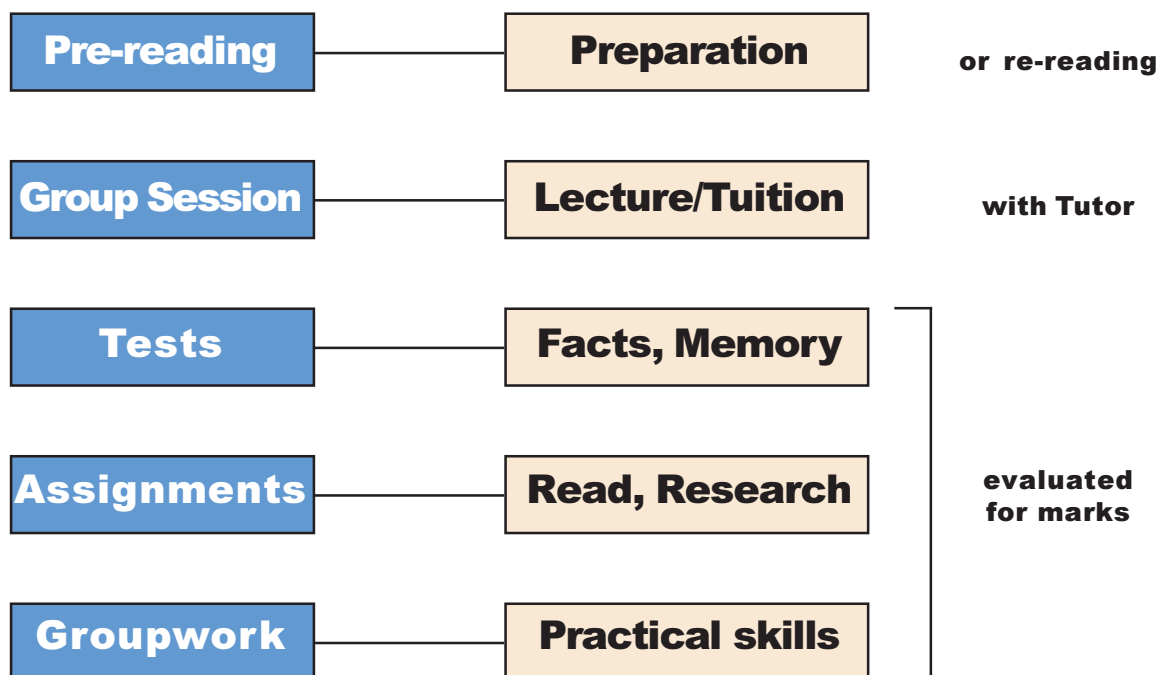 Pre-reading Preparation or re-reading
Group Session Lecture/Tuition with Tutor
Tests Facts, Memory
Assignments Read, Research evaluated
for marks
Groupwork Practical skills